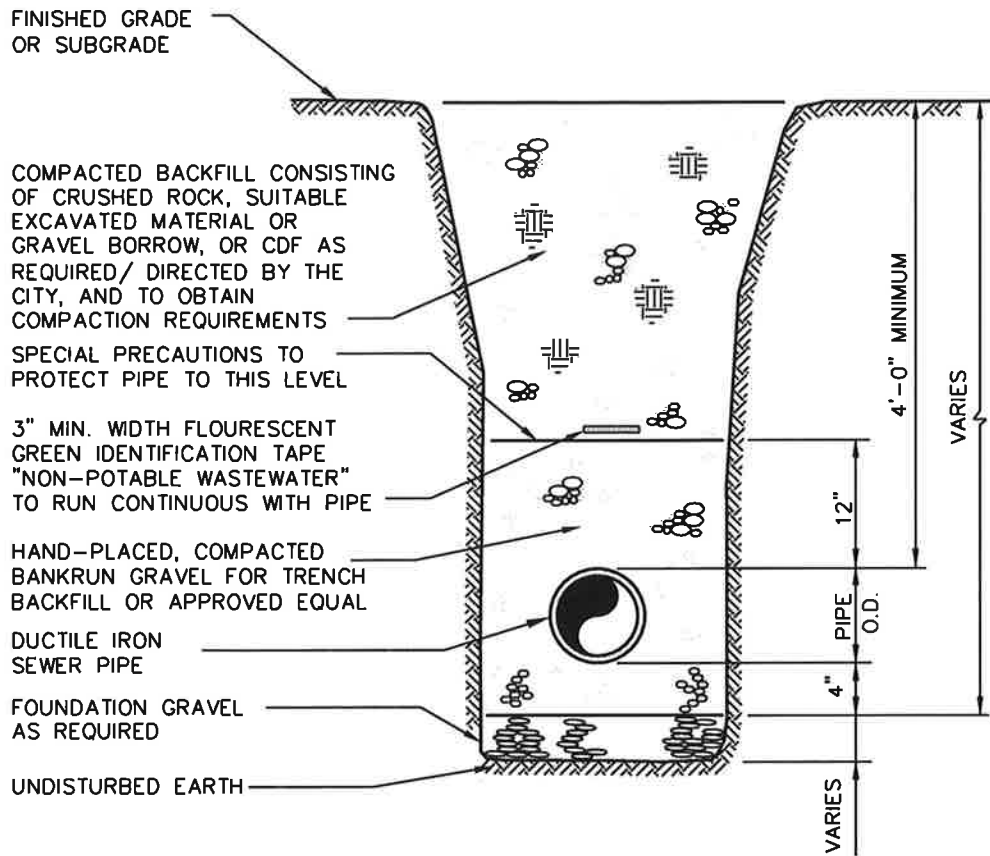 FINISHED GRADE
OR SUBGRADE
COMPACTED BACKFILL CONSISTING
OF CRUSHED ROCK, SUITABLE
EXCAVATED MATERIAL OR
GRAVEL BORROW, OR CDF AS
REQUIRED/ DIRECTED BY THE
CITY, AND TO OBTAIN
COMPACTION REQUIREMENTS
SPECIAL PRECAUTIONS TO
PROTECT PIPE TO THIS LEVEL
3" MIN. WIDTH FLOURESCENT
GREEN IDENTIFICATION TAPE
"NON-POTABLE WASTEWATER"
TO RUN CONTINUOUS WITH PIPE
HAND-PLACED, COMPACTED
BANKRUN GRAVEL FOR TRENCH
BACKFILL OR APPROVED EQUAL
DUCTILE IRON
SEWER PIPE
FOUNDATION GRAVEL
AS REQUIRED
UNDISTURBED EARTH
4'-0" MINIMUM
VARIES
12"
PIPE
O.D.
4"
VARIES